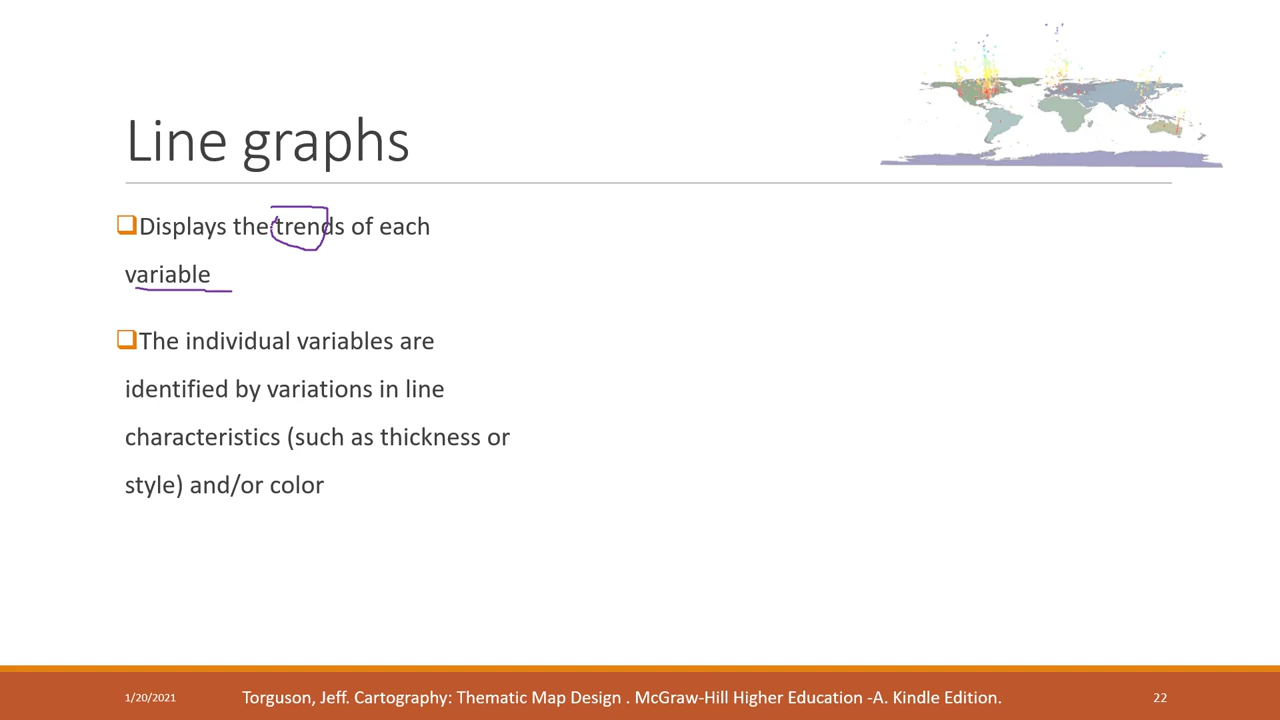 Line graphs
Displays the trends of each
variable
The individual variables are
identified by variations in line
characteristics (such as thickness or
style) and/or color
1/20/2021
Torguson, Jeff. Cartography: Thematic Map Design . McGraw-Hill Higher Education -A. Kindle Edition.
22